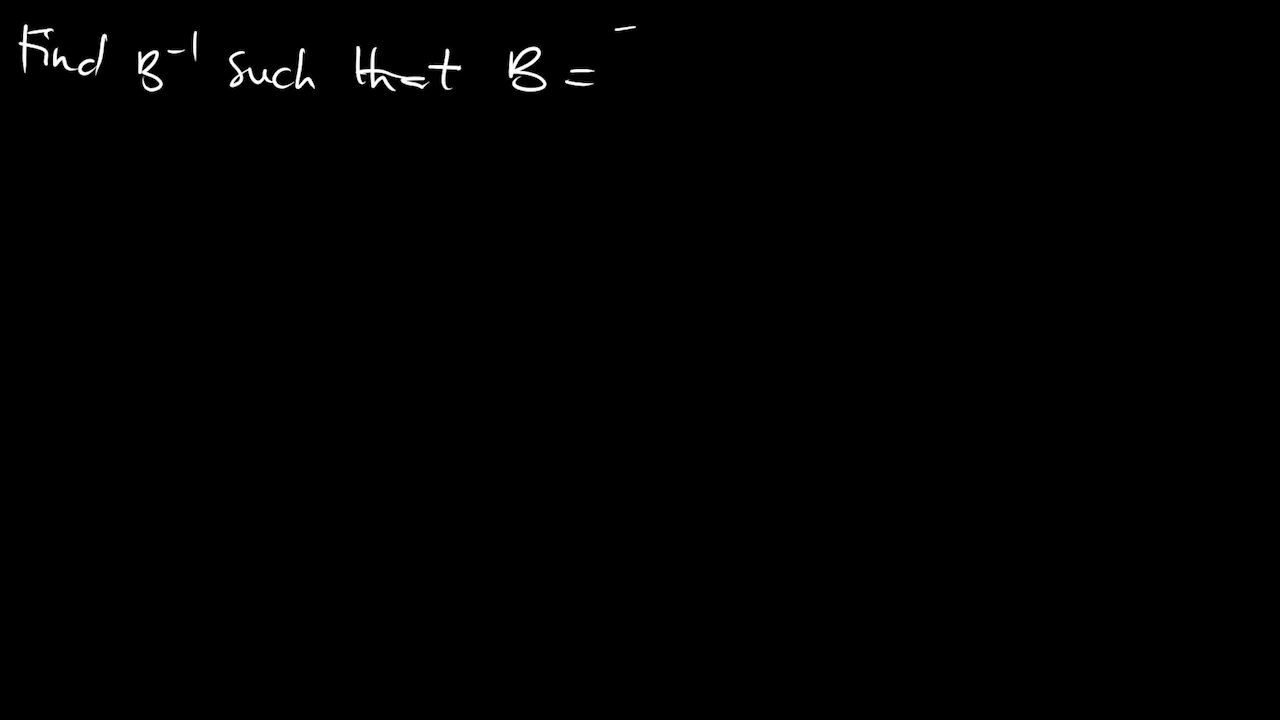 Find B⁻¹ such that B =